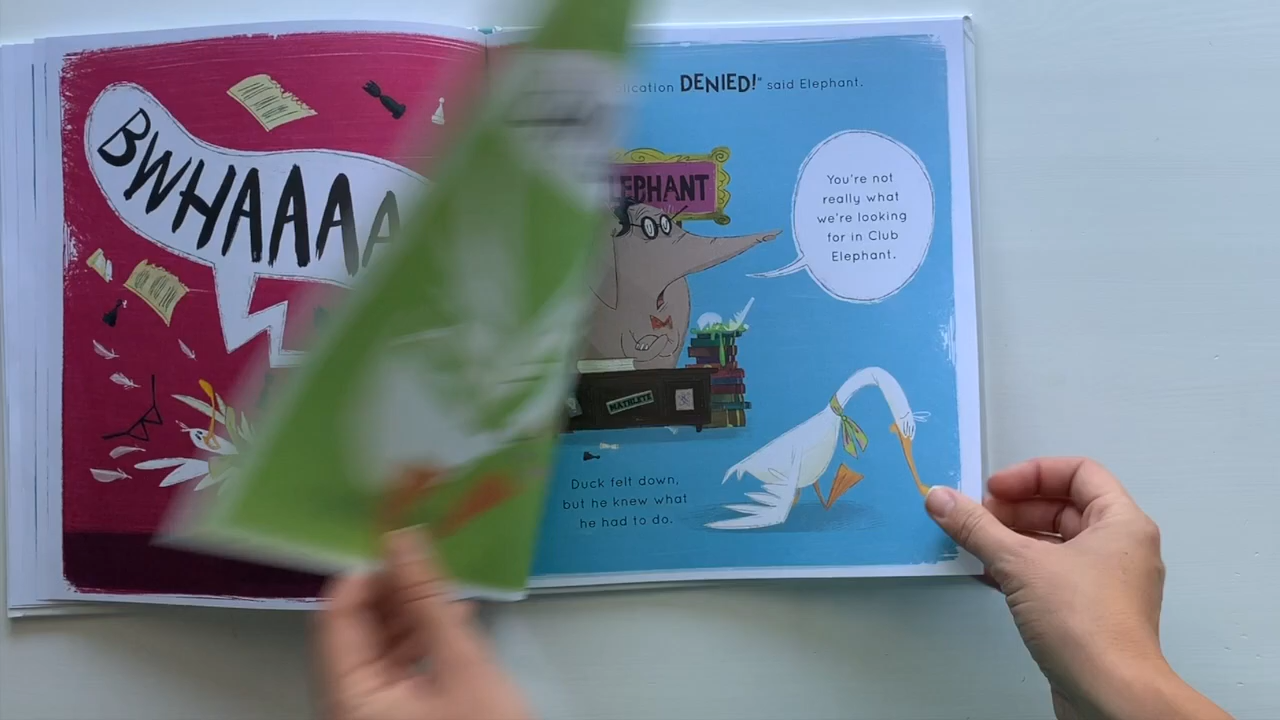 BWHAAAA
DENIED!" said Elephant.
You're not
really what
we're looking
for in Club
Elephant.
MATHLETE
Duck felt down,
but he knew what
he had to do.